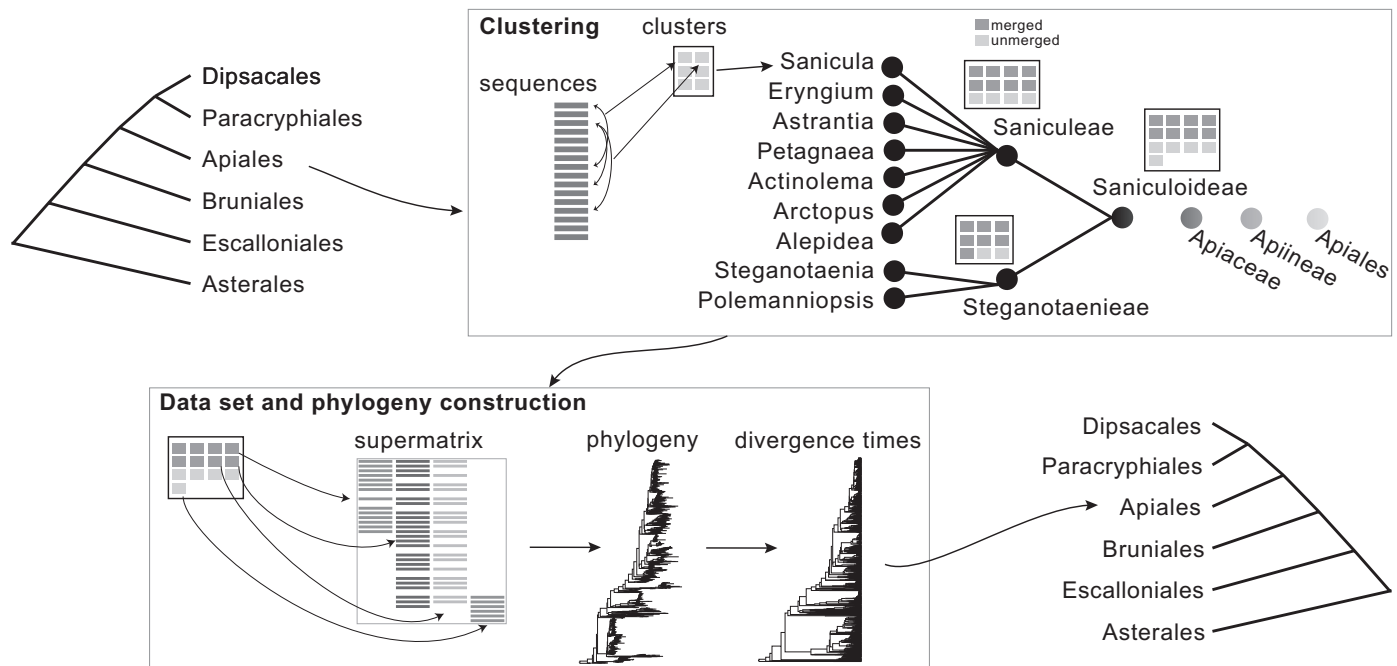 Dipsacales
Paracryphiales
Apiales
Bruniales
Escalloniales
Asterales
Clustering
sequences
clusters
merged
unmerged
Sanicula
Eryngium
Astrantia
Petagnaea
Actinolema
Arctopus
Alepidea
Steganotaenia
Polemanniopsis
Saniculeae
Steganotaenieae
Saniculoideae
Apiaceae
Apiineae
Apiales
Data set and phylogeny construction
supermatrix
phylogeny
divergence times
Dipsacales
Paracryphiales
Apiales
Bruniales
Escalloniales
Asterales